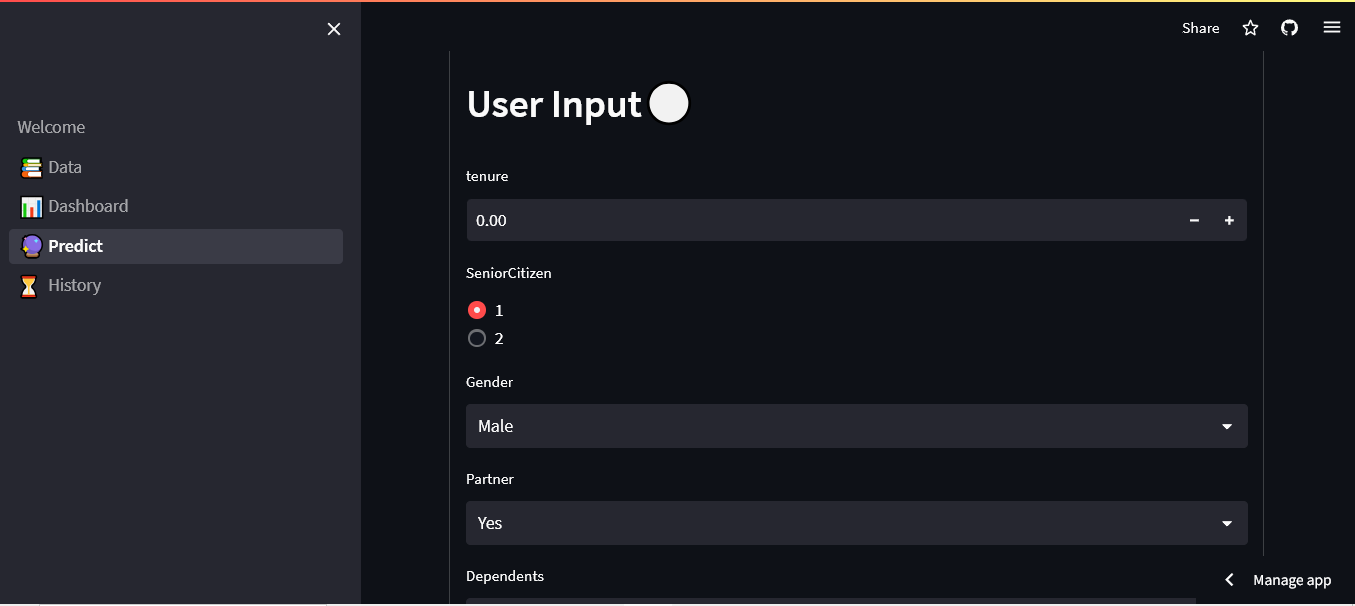 Share
Welcome
Data
Dashboard
Predict
History
User Input
tenure
0.00
SeniorCitizen
1
2
Gender
Male
Partner
Yes
Dependents
Manage app